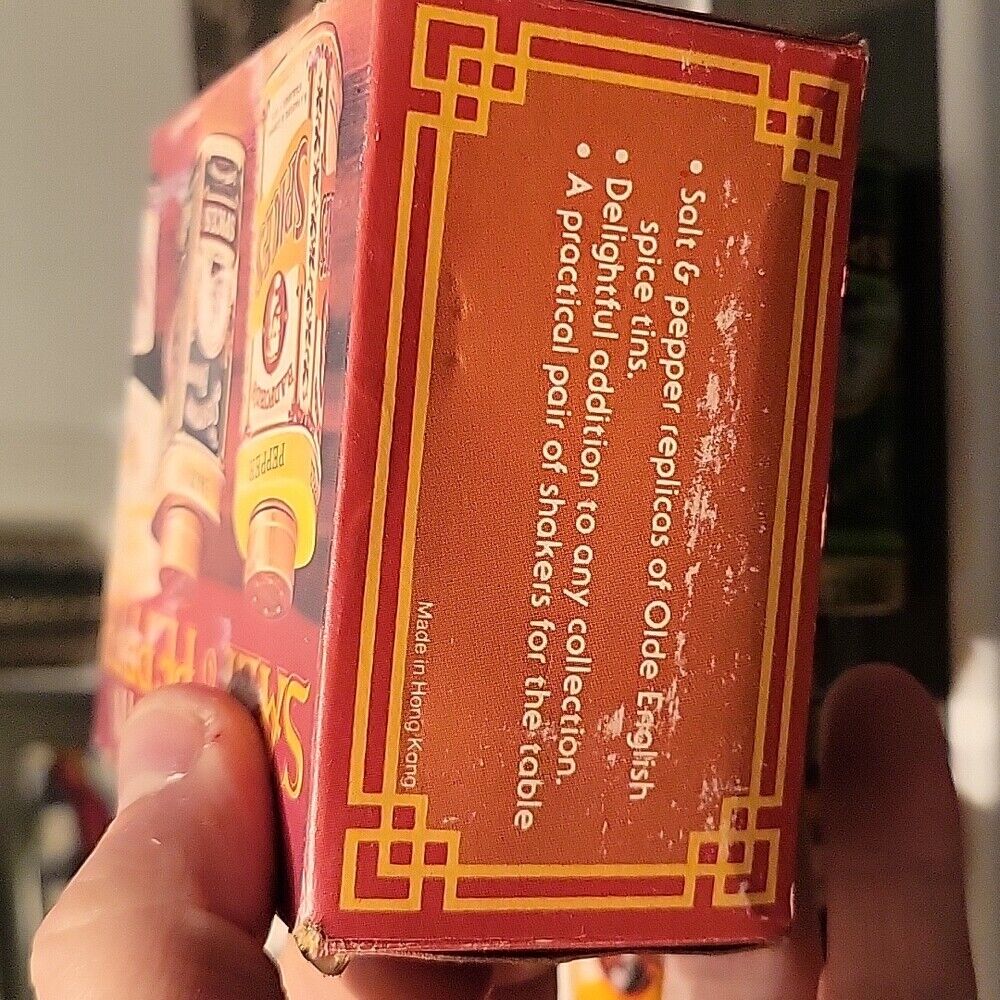 • Salt & pepper replicas of Olde English
spice tins.
• Delightful addition to any collection.
• A practical pair of shakers for the table
Made in Hong Kong
PEPPER